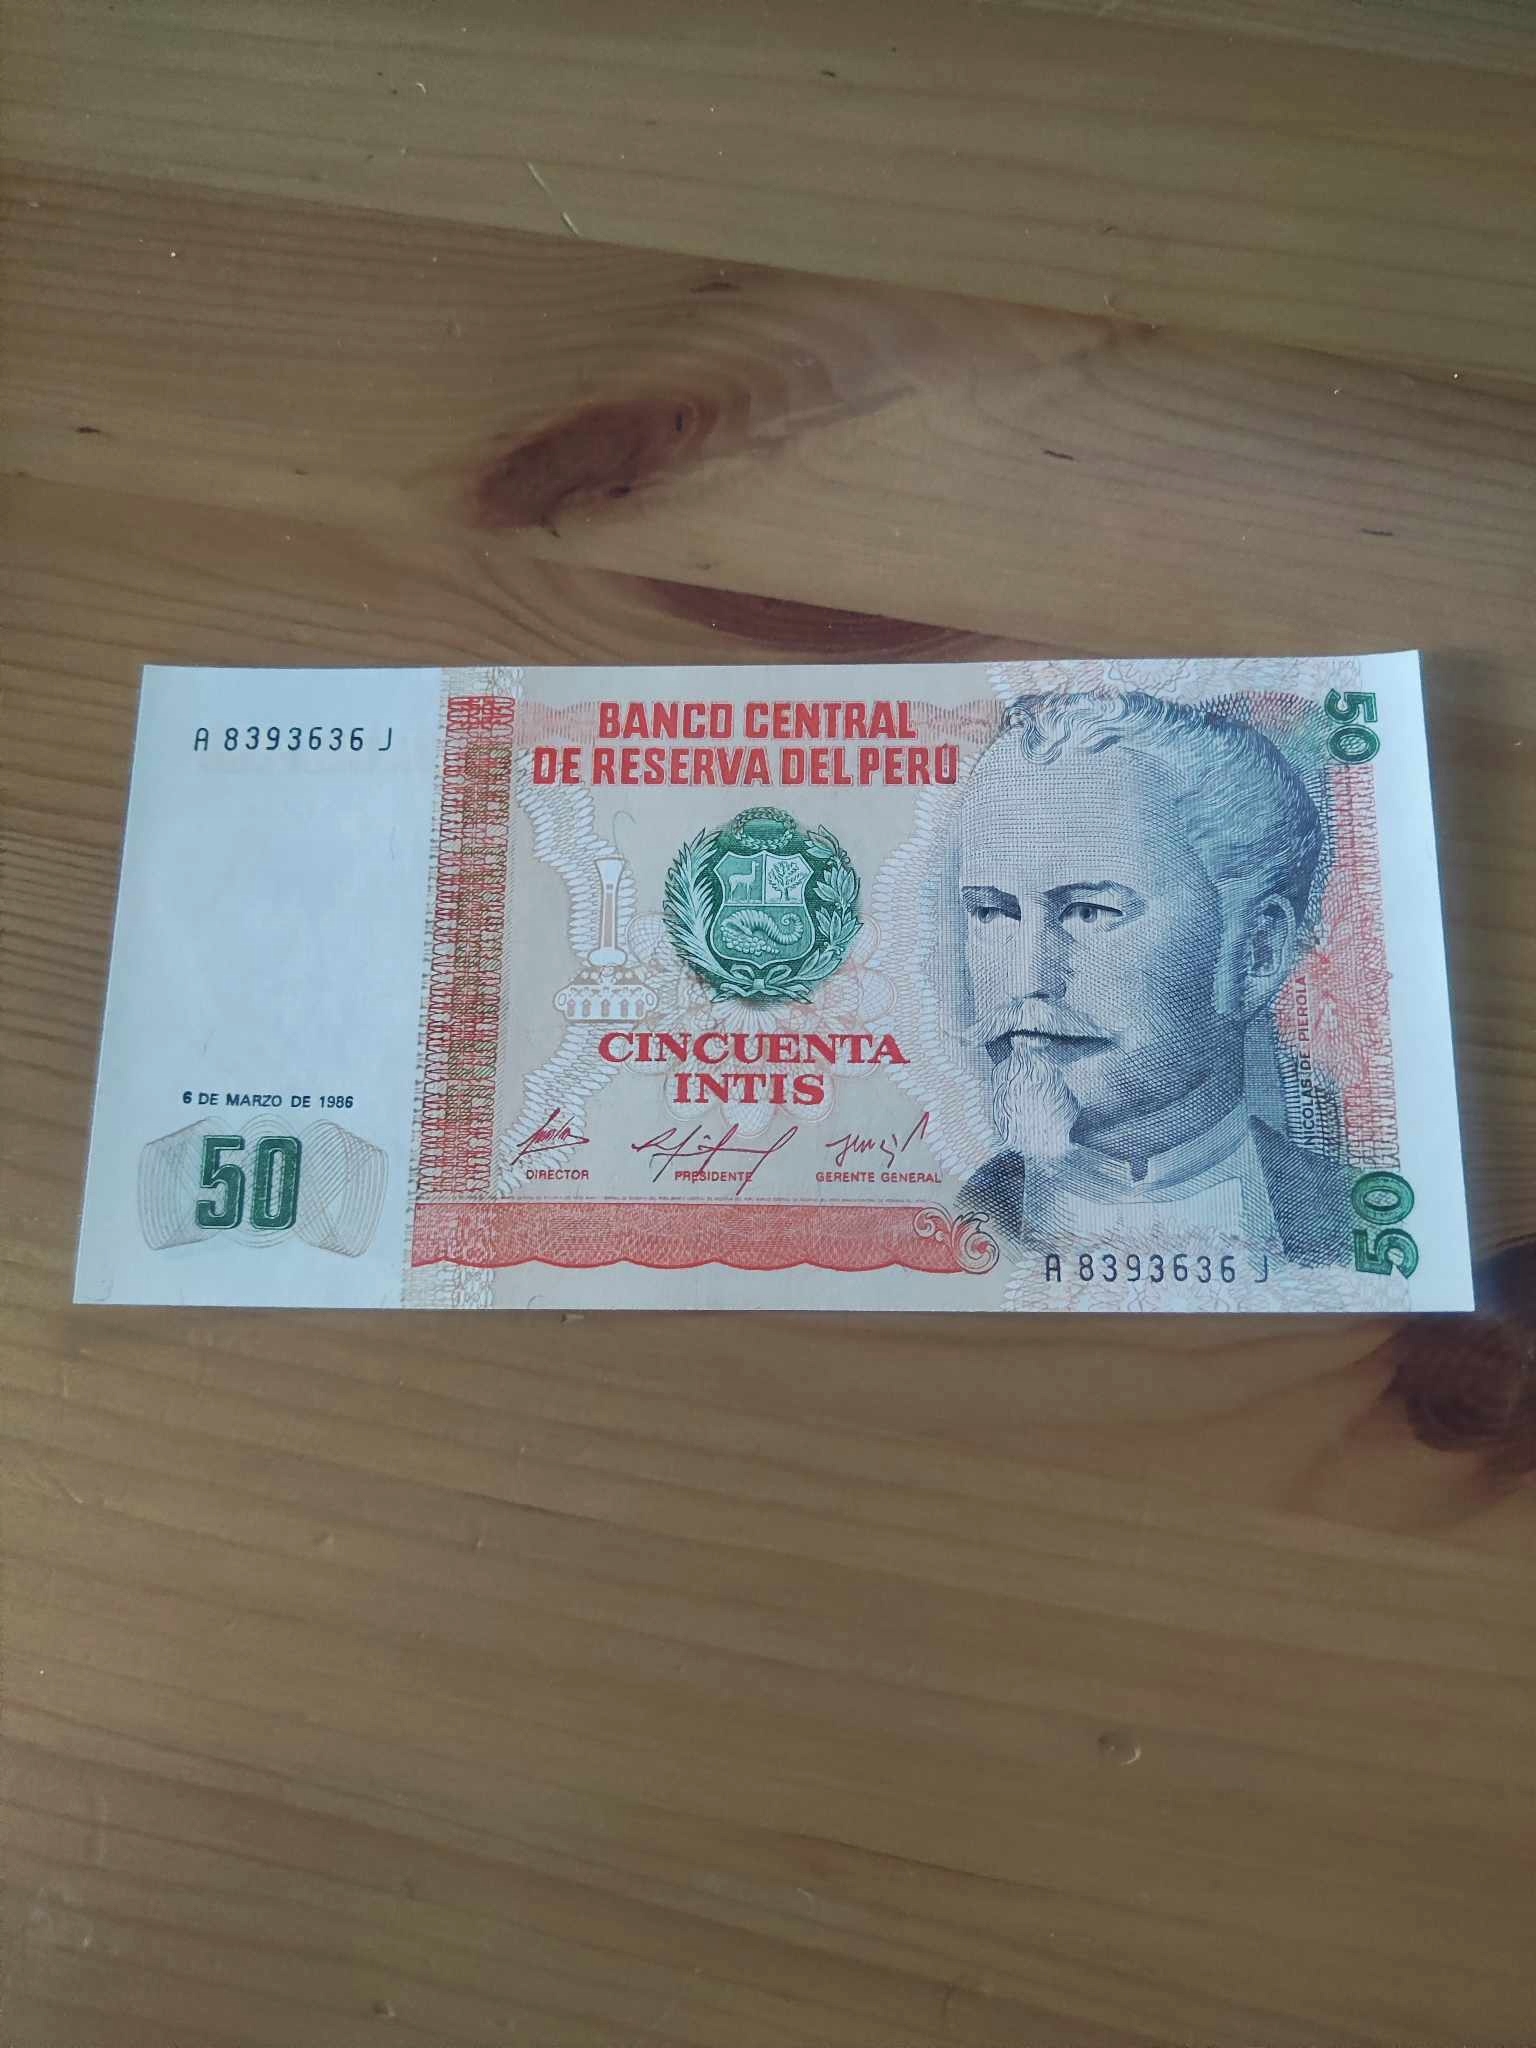 A 8393636 J
BANCO CENTRAL
DE RESERVA DEL PERÚ
50
CINCUENTA
INTIS
NICOLAS DE PIEROLA
6 DE MARZO DE 1986
50
DIRECTOR
PRESIDENTE
GERENTE GENERAL
50
A 8393636 J